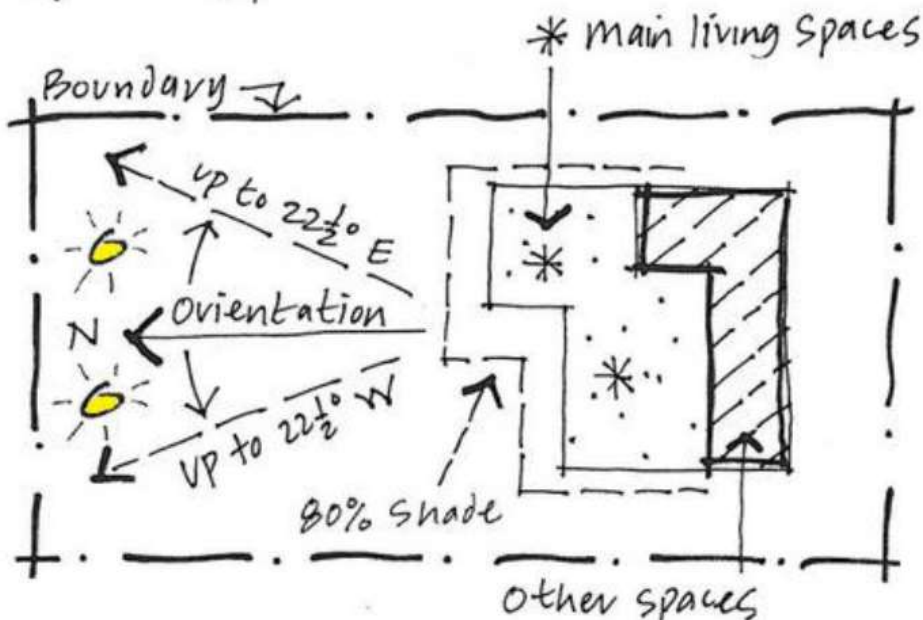 * main living spaces
Boundary
up to 22½° E
N
Orientation
up to 22½° W
80% Shade
other spaces